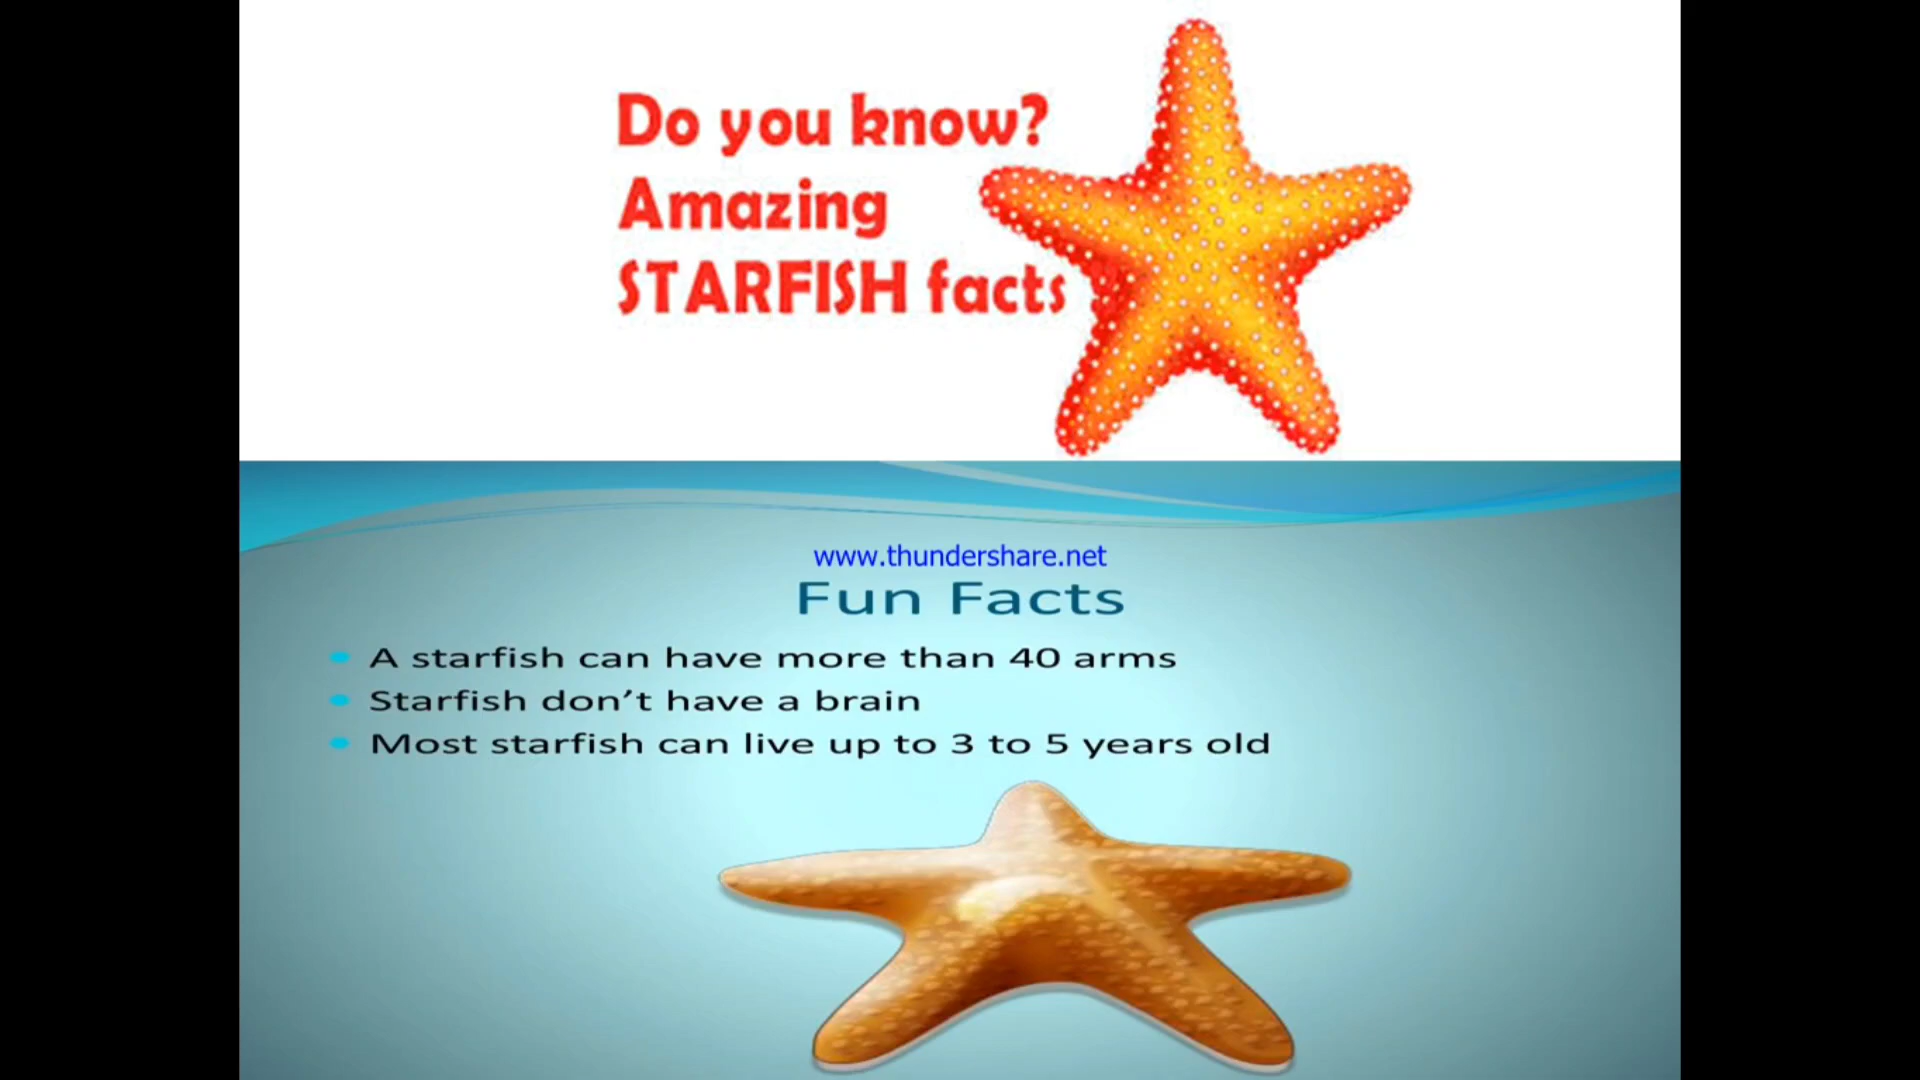 Do you know?
Amazing
STARFISH facts
www.thundershare.net
Fun Facts
A starfish can have more than 40 arms
Starfish don’t have a brain
Most starfish can live up to 3 to 5 years old